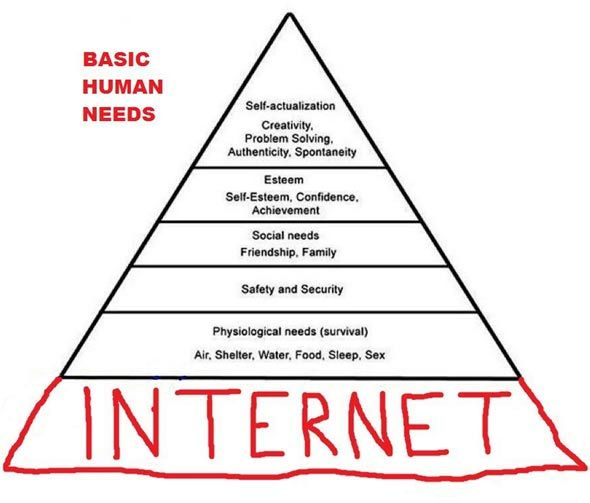 BASIC
HUMAN
NEEDS
Self-actualization
Creativity,
Problem Solving,
Authenticity, Spontaneity
Esteem
Self-Esteem, Confidence,
Achievement
Social needs
Friendship, Family
Safety and Security
Physiological needs (survival)
Air, Shelter, Water, Food, Sleep, Sex
INTERNET